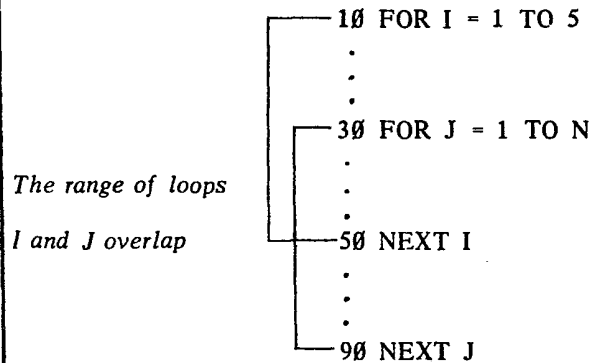 10 FOR I = 1 TO 5
.
.
.
30 FOR J = 1 TO N
.
The range of loops
.
.
I and J overlap
50 NEXT I
.
.
.
90 NEXT J